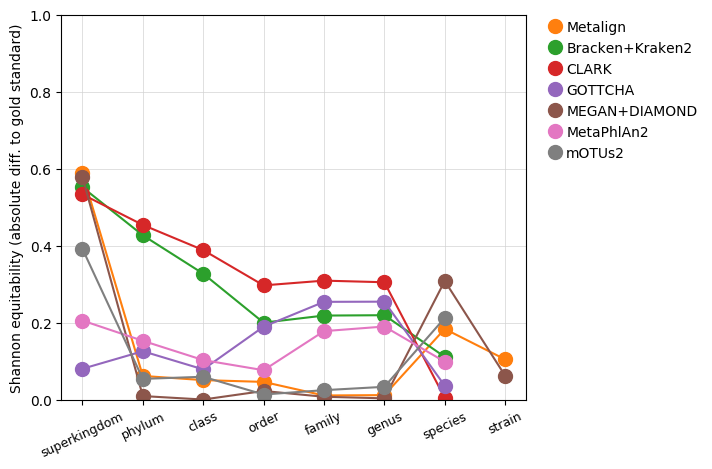 Shannon equitability (absolute diff. to gold standard)
1.0
0.8
0.6
0.4
0.2
0.0
superkingdom
phylum
class
order
family
genus
species
strain
Metalign
Bracken+Kraken2
CLARK
GOTTCHA
MEGAN+DIAMOND
MetaPhlAn2
mOTUs2